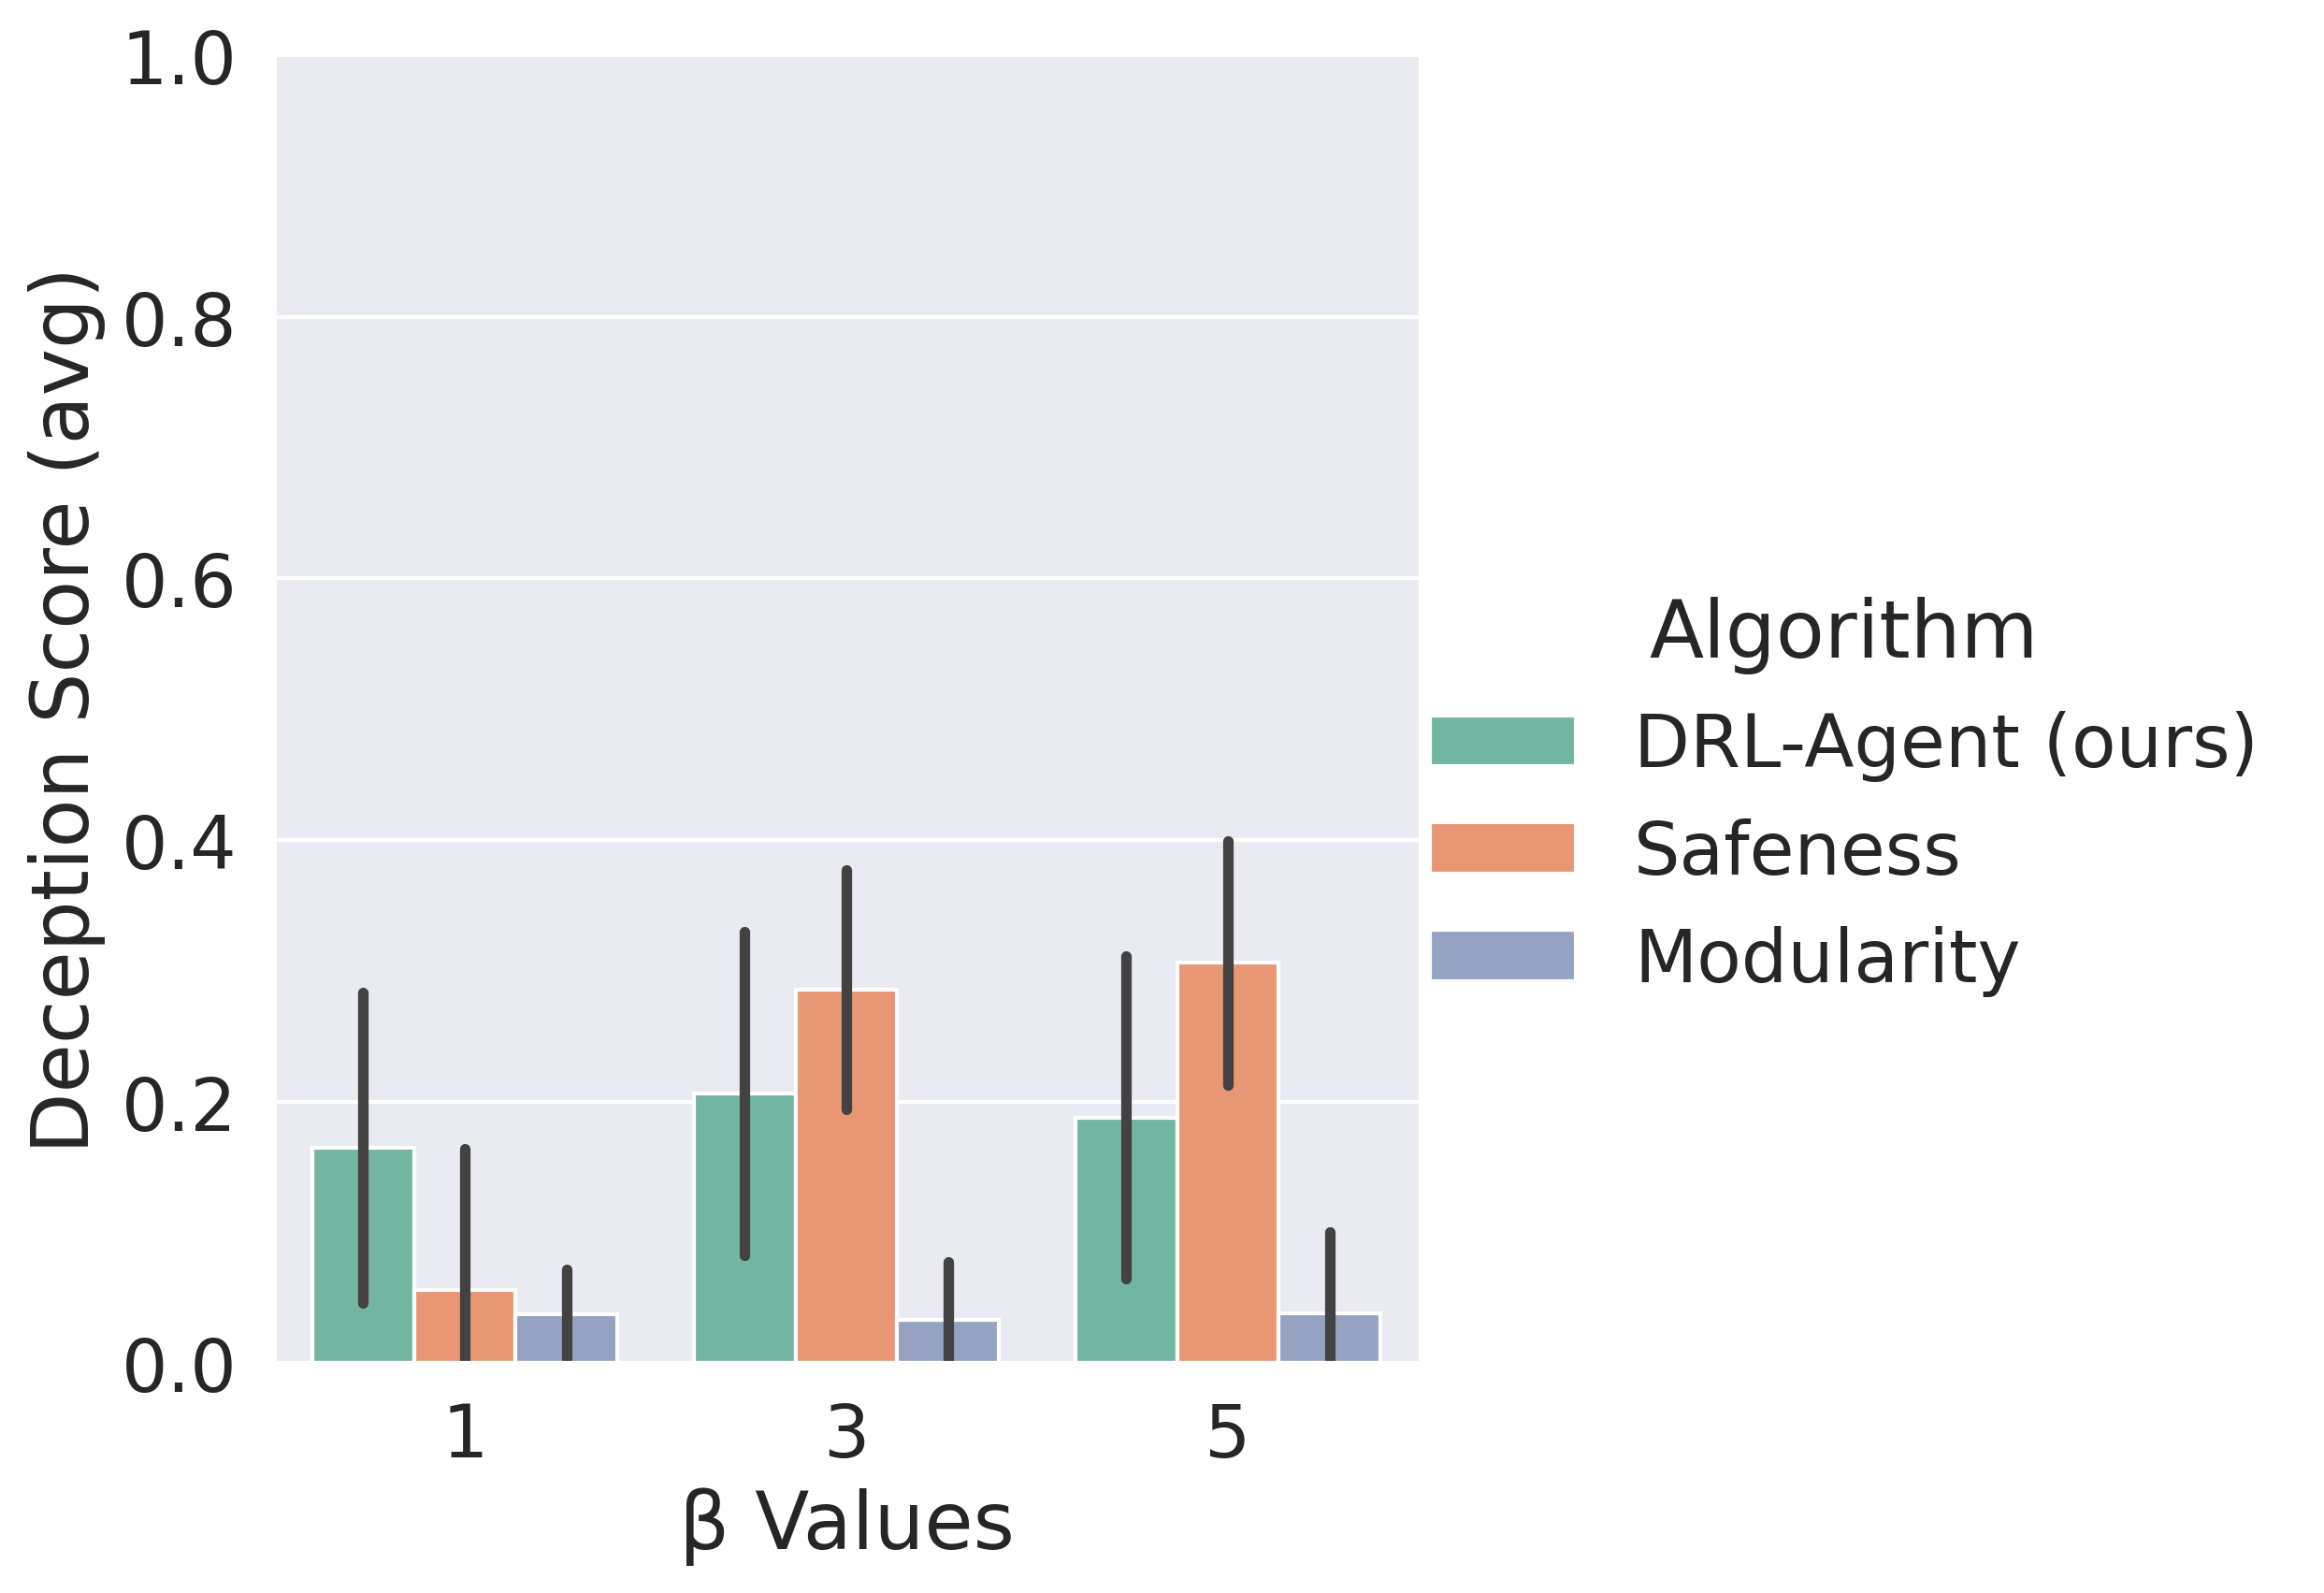 Deception Score (avg)
1.0
0.8
0.6
0.4
0.2
0.0
1 3 5
β Values
Algorithm
DRL-Agent (ours)
Safeness
Modularity